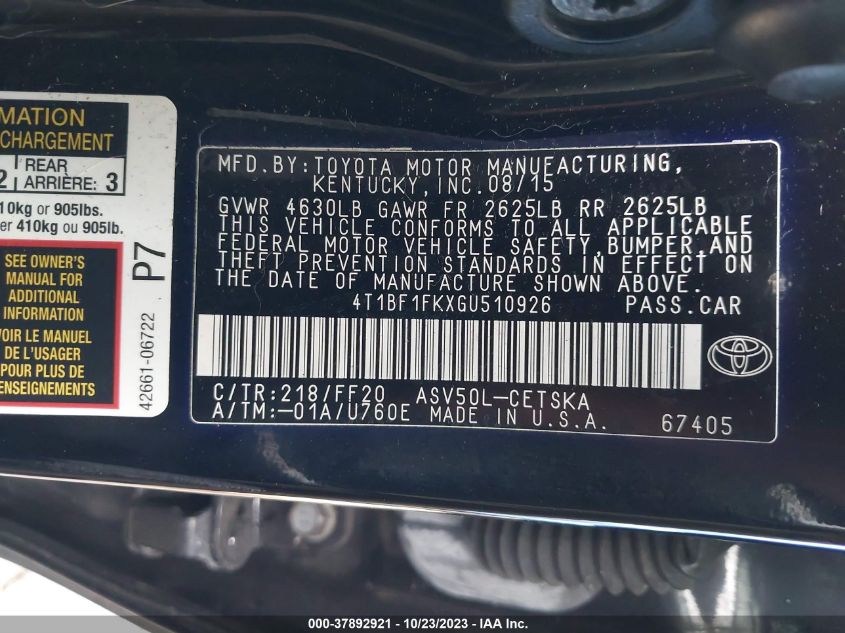 MATION
CHARGEMENT
2 REAR
ARRIÈRE: 3
10kg or 905lbs.
er 410kg ou 905lb.
SEE OWNER'S
MANUAL FOR
ADDITIONAL
INFORMATION
VOIR LE MANUEL
DE L'USAGER
POUR PLUS DE
ENSEIGNEMENTS
P7
42661-06722
MFD.BY:TOYOTA MOTOR MANUFACTURING,
KENTUCKY,INC.08/15
GVWR 4630LB GAWR FR 2625LB RR 2625LB
THIS VEHICLE CONFORMS TO ALL APPLICABLE
FEDERAL MOTOR VEHICLE SAFETY,BUMPER,AND
THEFT PREVENTION STANDARDS IN EFFECT ON
THE DATE OF MANUFACTURE SHOWN ABOVE.
4T1BF1FKXGU510926 PASS.CAR
C/TR:218/FF20 ASV50L-CETSKA
A/TM:-01A/U760E MADE IN U.S.A.
67405
000-37892921 - 10/23/2023 - IAA Inc.